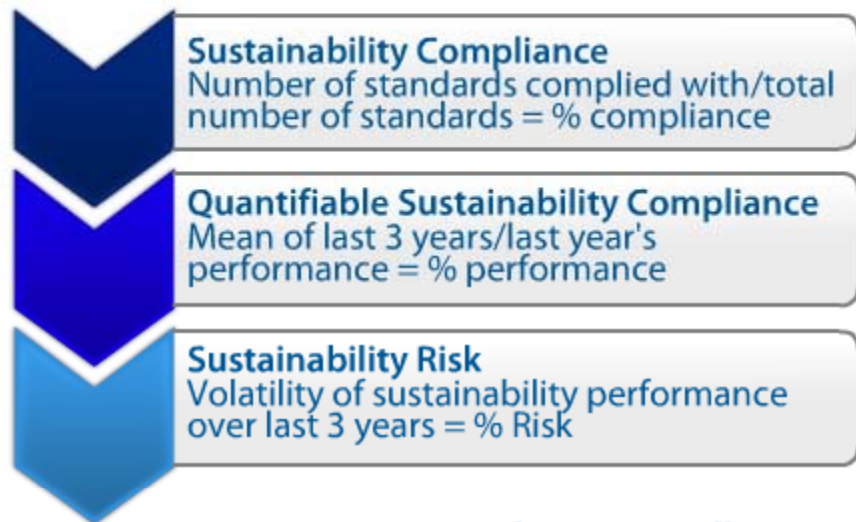 Sustainability Compliance
Number of standards complied with/total
number of standards = % compliance
Quantifiable Sustainability Compliance
Mean of last 3 years/last year's
performance = % performance
Sustainability Risk
Volatility of sustainability performance
over last 3 years = % Risk